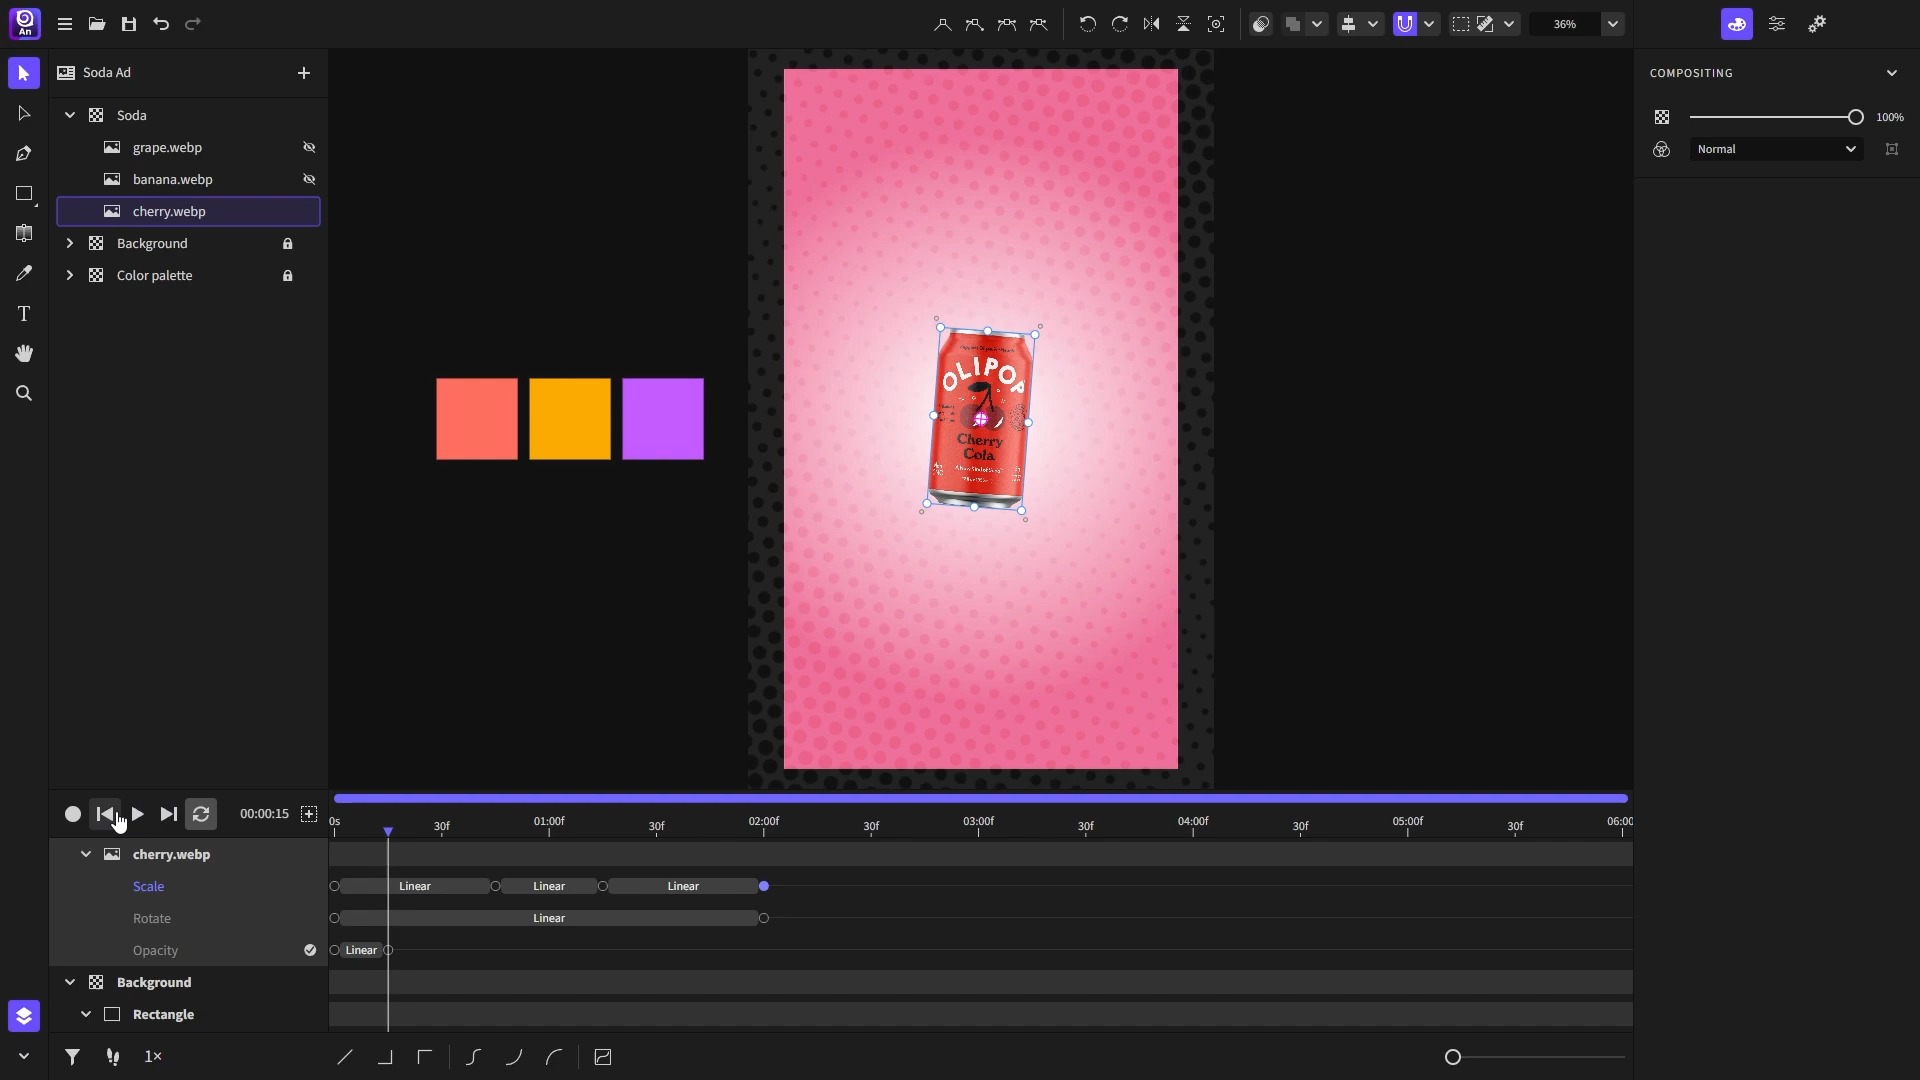 An
36%
Soda Ad
COMPOSITING
Soda
100%
grape.webp
Normal
banana.webp
cherry.webp
Background
Color palette
T
OLIPOP
Cherry
Cola
00:00:15
0s 30f 01:00f 30f 02:00f 30f 03:00f 30f 04:00f 30f 05:00f 30f 06:00
cherry.webp
Scale
Linear Linear Linear
Rotate
Linear
Opacity
Linear
Background
Rectangle
1×